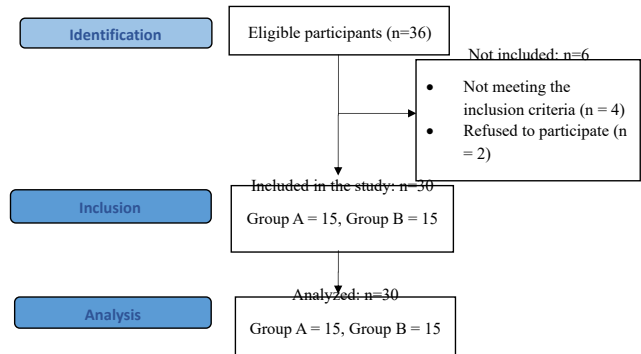 Identification
Eligible participants (n=36)
Not included: n=6
• Not meeting the
inclusion criteria (n = 4)
• Refused to participate (n
= 2)
Inclusion
Included in the study: n=30
Group A = 15, Group B = 15
Analysis
Analyzed: n=30
Group A = 15, Group B = 15